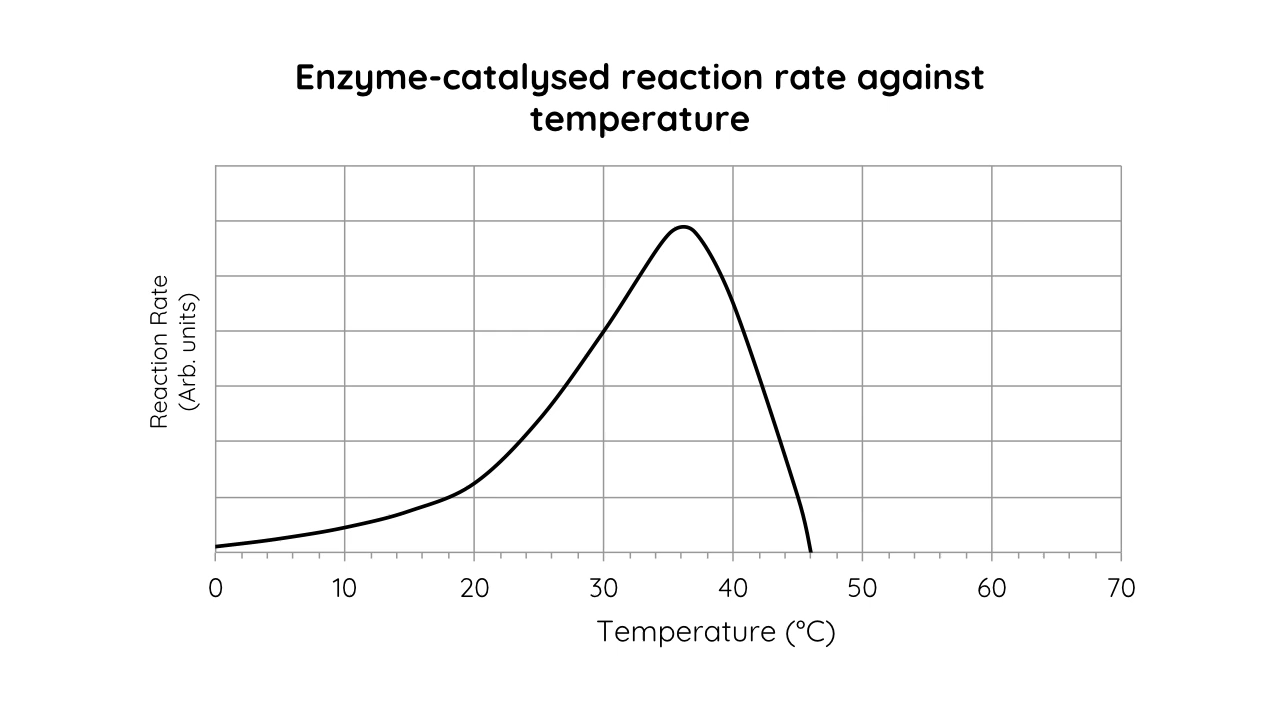 Enzyme-catalysed reaction rate against
temperature
Reaction Rate
(Arb. units)
0 10 20 30 40 50 60 70
Temperature (°C)